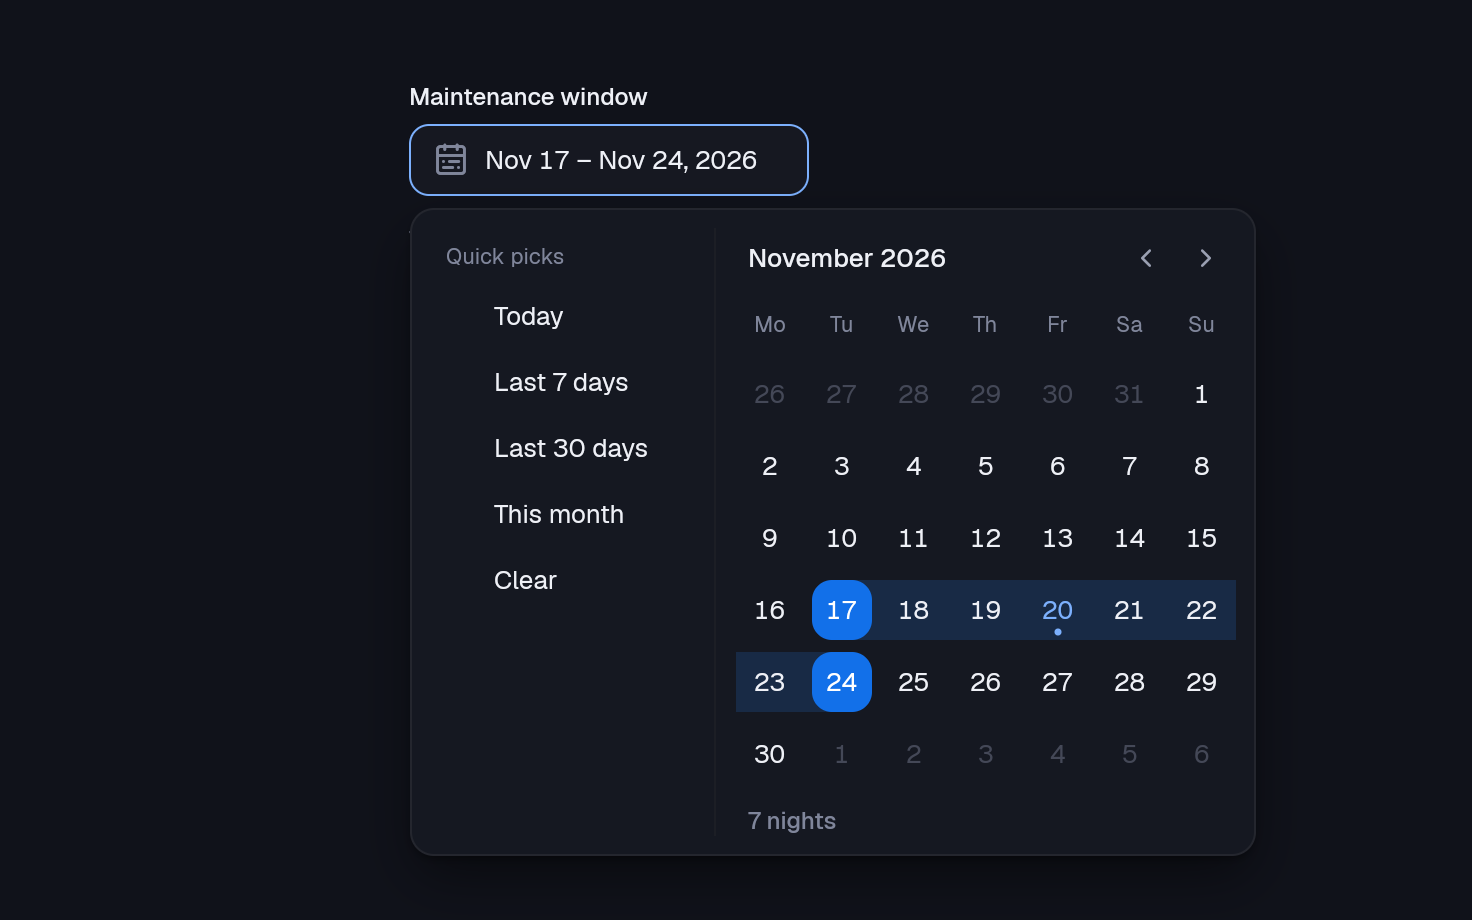 Maintenance window
Nov 17 – Nov 24, 2026
Quick picks
Today
Last 7 days
Last 30 days
This month
Clear
November 2026
Mo Tu We Th Fr Sa Su
26 27 28 29 30 31 1
2 3 4 5 6 7 8
9 10 11 12 13 14 15
16 17 18 19 20 21 22
23 24 25 26 27 28 29
30 1 2 3 4 5 6
7 nights